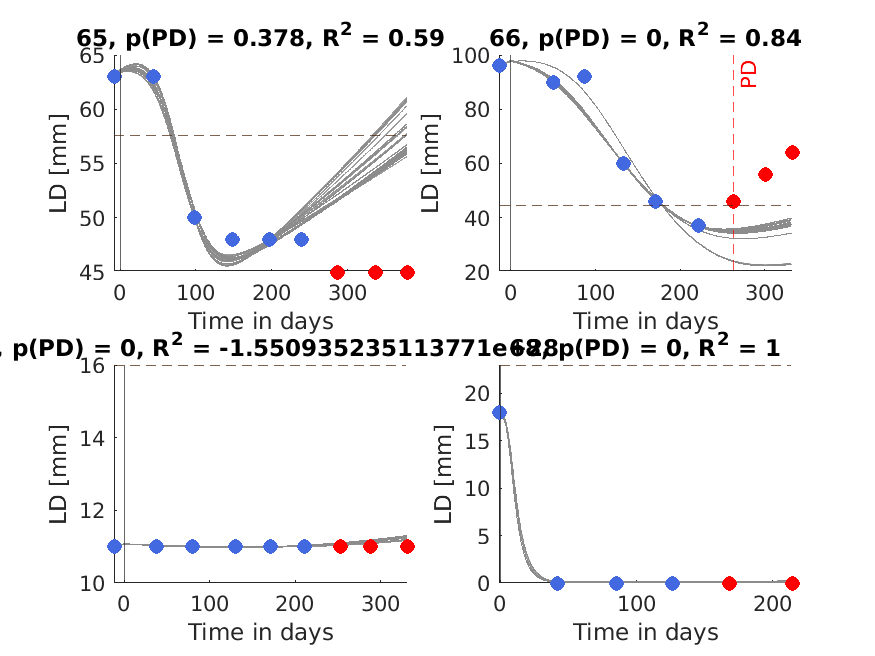 65, p(PD) = 0.378, R² = 0.59
65
60
55
50
45
LD [mm]
0 100 200 300
Time in days
66, p(PD) = 0, R² = 0.84
PD
100
80
60
40
20
LD [mm]
0 100 200 300
Time in days
, p(PD) = 0, R² =
16
14
12
10
LD [mm]
0 100 200 300
Time in days
p(PD) = 0, R² = 1
20
15
10
5
0
LD [mm]
0 100 200
Time in days